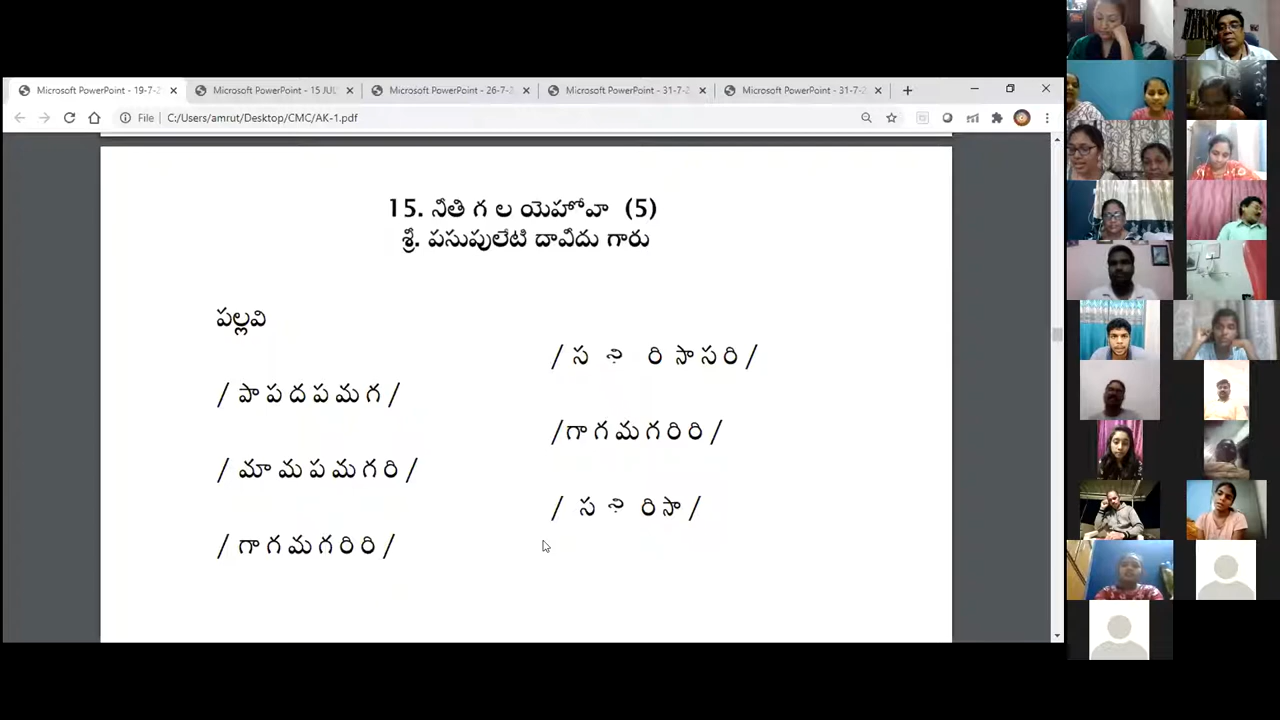 Microsoft PowerPoint - 19-7-2
Microsoft PowerPoint - 15 JUL
Microsoft PowerPoint - 26-7-2
Microsoft PowerPoint - 31-7-2
Microsoft PowerPoint - 31-7-2
File
C:/Users/amrut/Desktop/CMC/AK-1.pdf
15. నీతి గ ల యెహోవా (5)
శ్రీ. పసుపులేటి దావీదు గారు
పల్లవి
/ స ని రి సా స రి /
/ పా ప ద ప మ గ /
/గా గ మ గ రి రి /
/ మా మ ప మ గ రి /
/ స ని రి సా /
/ గా గ మ గ రి రి /